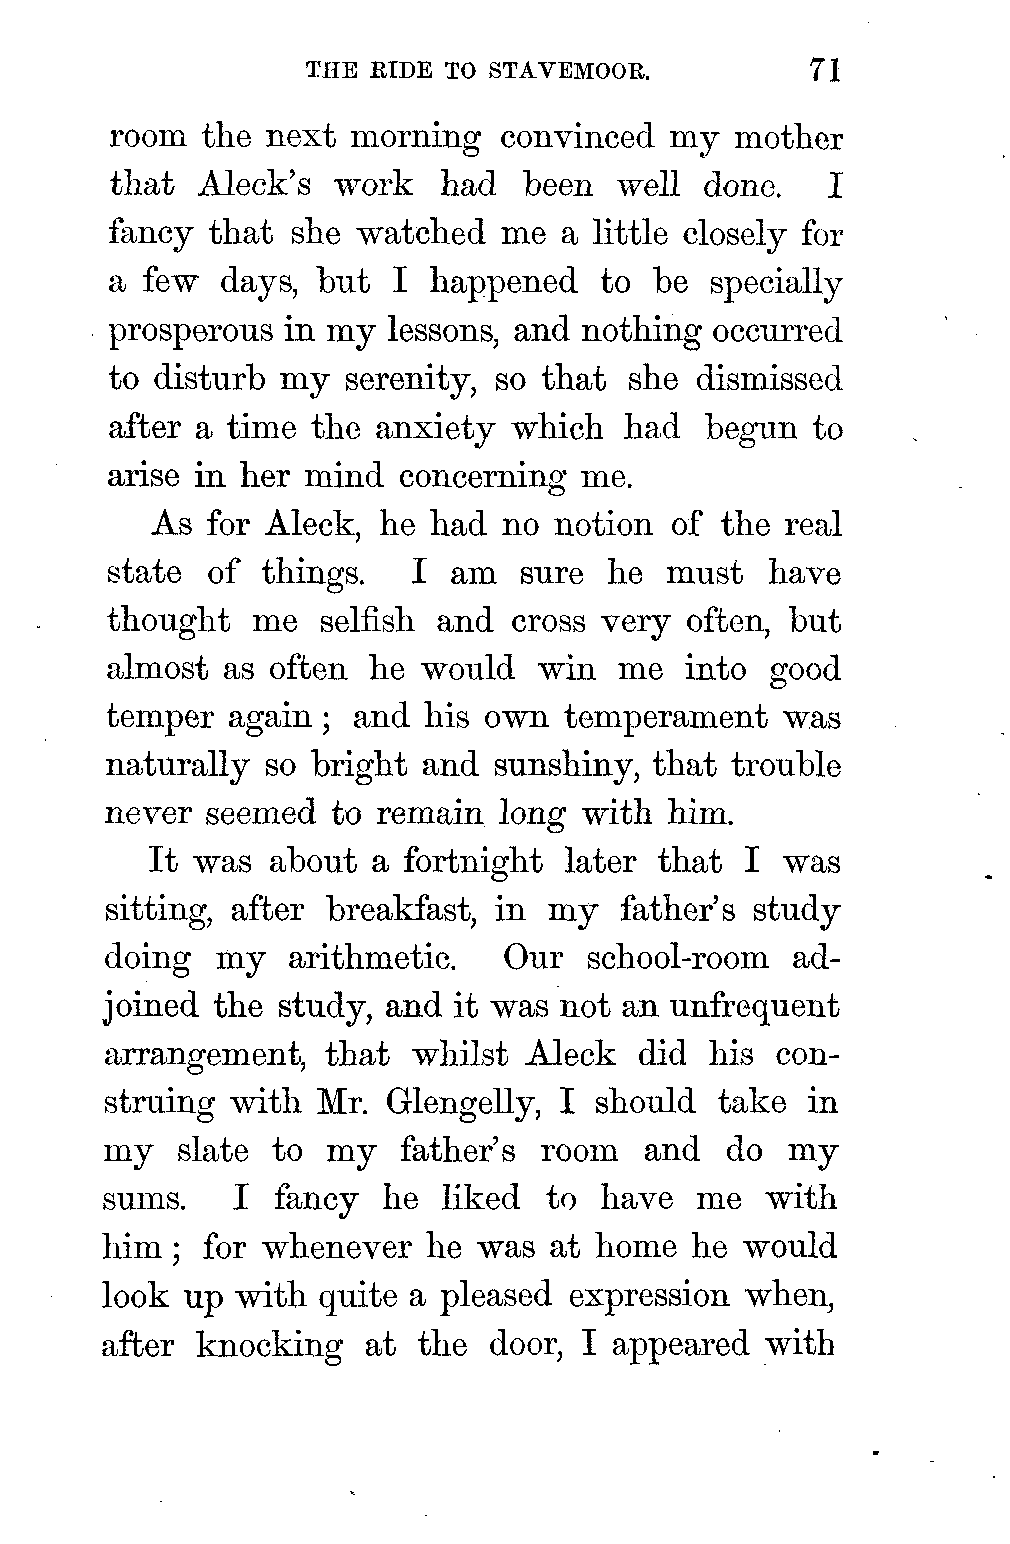 THE RIDE TO STAVEMOOR. 71
room the next morning convinced my mother
that Aleck's work had been well done. I
fancy that she watched me a little closely for
a few days, but I happened to be specially
prosperous in my lessons, and nothing occurred
to disturb my serenity, so that she dismissed
after a time the anxiety which had begun to
arise in her mind concerning me.
As for Aleck, he had no notion of the real
state of things. I am sure he must have
thought me selfish and cross very often, but
almost as often he would win me into good
temper again; and his own temperament was
naturally so bright and sunshiny, that trouble
never seemed to remain long with him.
It was about a fortnight later that I was
sitting, after breakfast, in my father's study
doing my arithmetic. Our school-room ad-
joined the study, and it was not an unfrequent
arrangement, that whilst Aleck did his con-
struing with Mr. Glengelly, I should take in
my slate to my father's room and do my
sums. I fancy he liked to have me with
him; for whenever he was at home he would
look up with quite a pleased expression when,
after knocking at the door, I appeared with